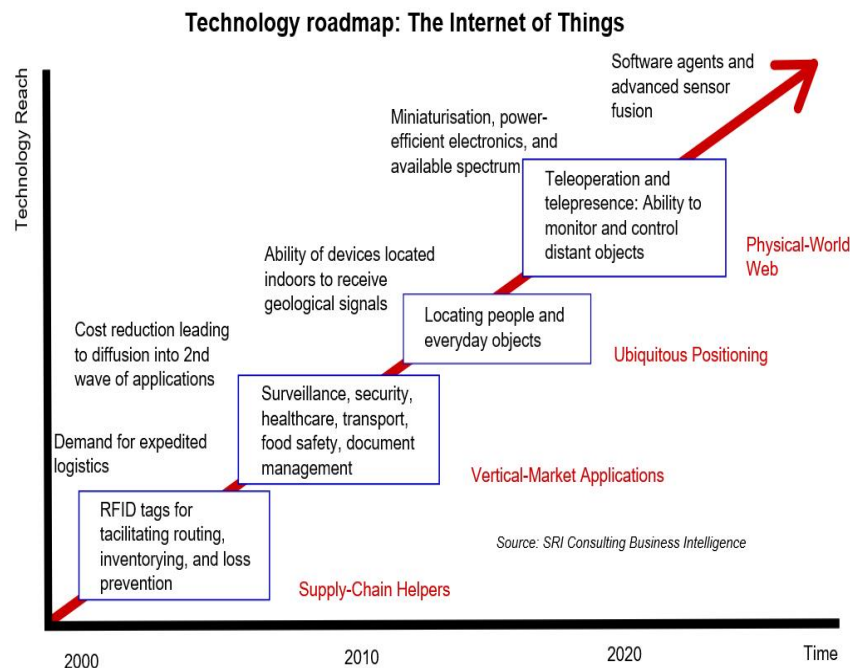 Technology roadmap: The Internet of Things
Technology Reach
Software agents and
advanced sensor
fusion
Miniaturisation, power-
efficient electronics, and
available spectrum
Teleoperation and
telepresence: Ability to
monitor and control
distant objects
Physical-World
Web
Ability of devices located
indoors to receive
geological signals
Locating people and
everyday objects
Ubiquitous Positioning
Cost reduction leading
to diffusion into 2nd
wave of applications
Surveillance, security,
healthcare, transport,
food safety, document
management
Vertical-Market Applications
Demand for expedited
logistics
RFID tags for
tacilitating routing,
inventorying, and loss
prevention
Supply-Chain Helpers
Source: SRI Consulting Business Intelligence
2000
2010
2020
Time